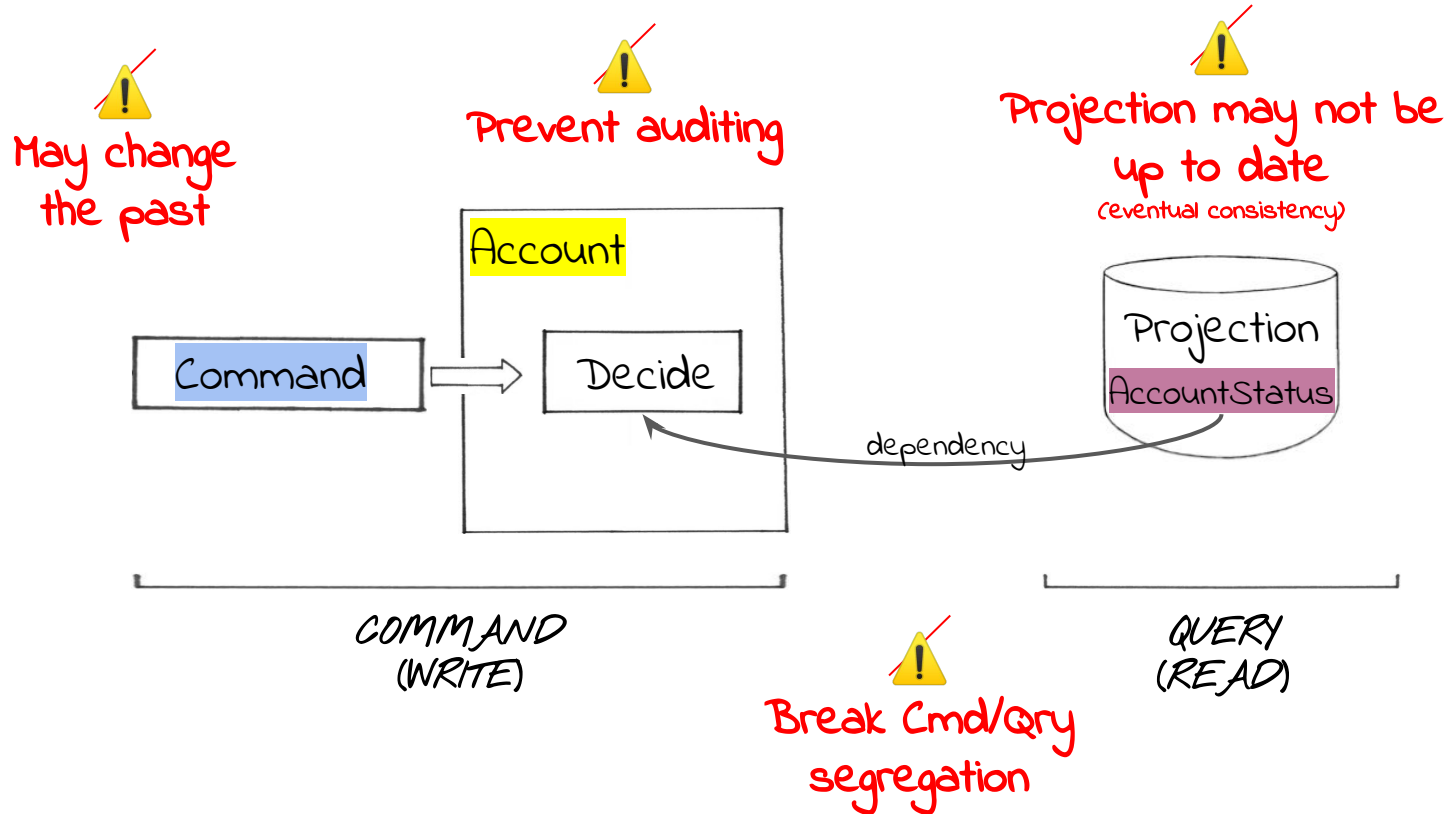 May change
the past
Prevent auditing
Projection may not be
up to date
(eventual consistency)
Account
Command
Decide
Projection
AccountStatus
dependency
COMMAND
(WRITE)
QUERY
(READ)
Break Cmd/Qry
segregation